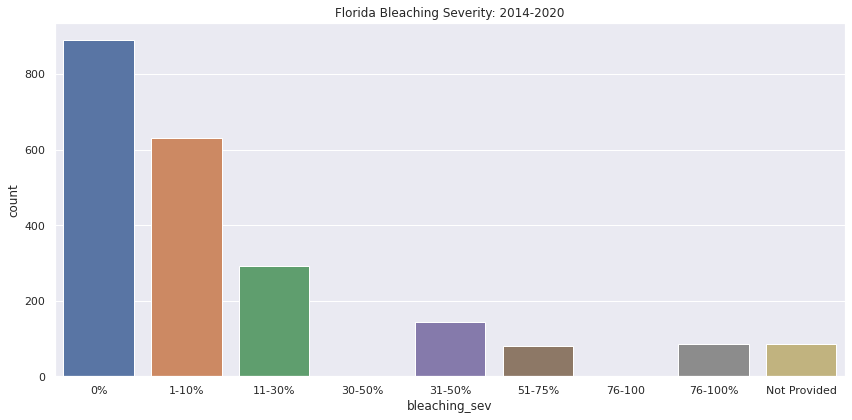 Florida Bleaching Severity: 2014-2020
count
800
600
400
200
0
0% 1-10% 11-30% 30-50% 31-50% 51-75% 76-100 76-100% Not Provided
bleaching_sev